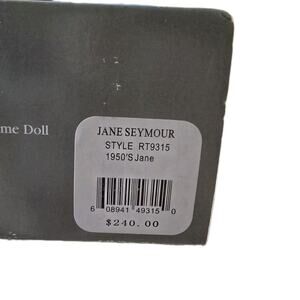 me Doll
JANE SEYMOUR
STYLE RT9315
1950'S Jane
6 08941 49315 0
$240.00